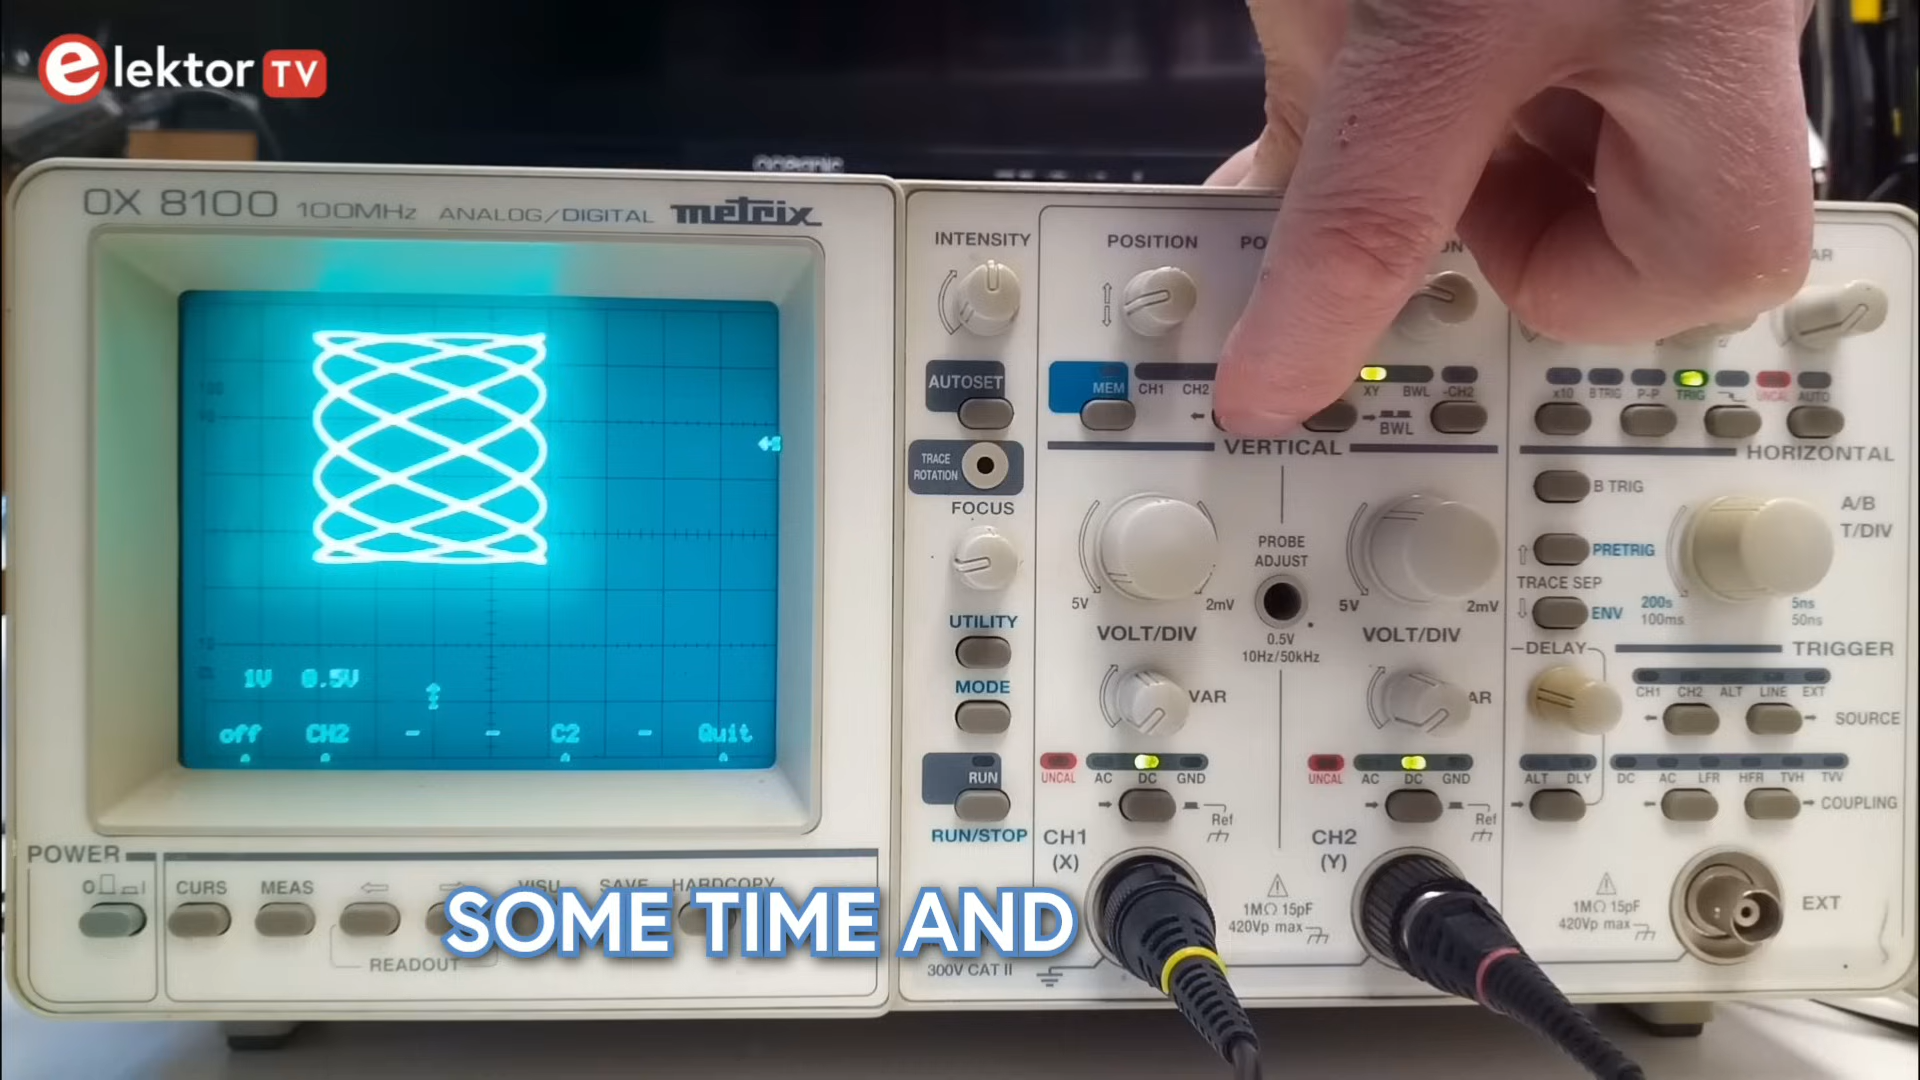 elektor TV
OX 8100 100MHz ANALOG/DIGITAL metrix
INTENSITY
POSITION
AUTOSET
MEM
CH1 CH2
XY BWL -CH2
BWL
x10 B TRIG P-P TRIG
UNCAL AUTO
VERTICAL
HORIZONTAL
TRACE
ROTATION
FOCUS
B TRIG
A/B
T/DIV
PROBE
ADJUST
PRETRIG
TRACE SEP
ENV
200s
100ms
5ns
50ns
5V 2mV
5V 2mV
0.5V
10Hz/50kHz
VOLT/DIV
VOLT/DIV
UTILITY
MODE
VAR
DELAY
TRIGGER
CH1 CH2 ALT LINE EXT
SOURCE
1V 0.5V
off CH2 - - C2 - Quit
RUN
RUN/STOP
UNCAL AC DC GND
UNCAL AC DC GND
ALT DLY
DC AC LFR HFR TVH TVV
COUPLING
Ref
Ref
CH1
(X)
CH2
(Y)
POWER
CURS MEAS VISU SAVE HARDCOPY
READOUT
SOME TIME AND
300V CAT II
1MΩ 15pF
420Vp max
1MΩ 15pF
420Vp max
EXT